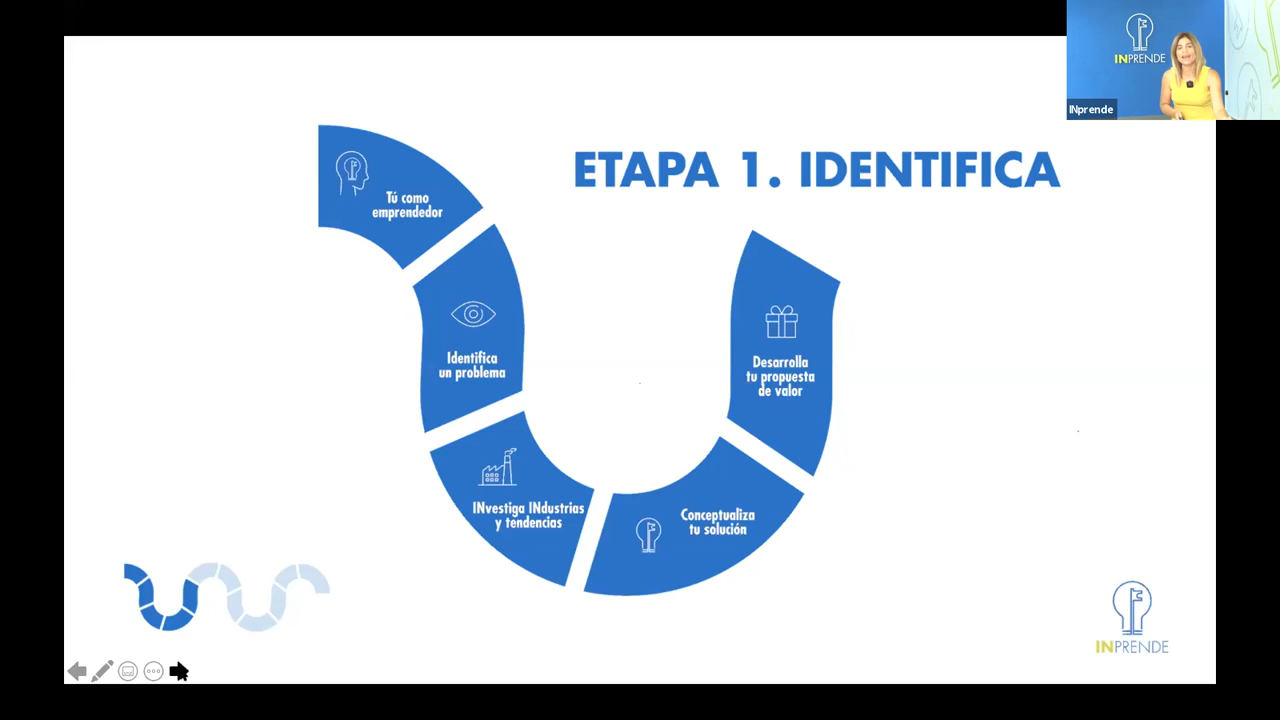 INPRENDE
INprende
ETAPA 1. IDENTIFICA
Tú como
emprendedor
Identifica
un problema
INvestiga INdustrias
y tendencias
Conceptualiza
tu solución
Desarrolla
tu propuesta
de valor
INPRENDE